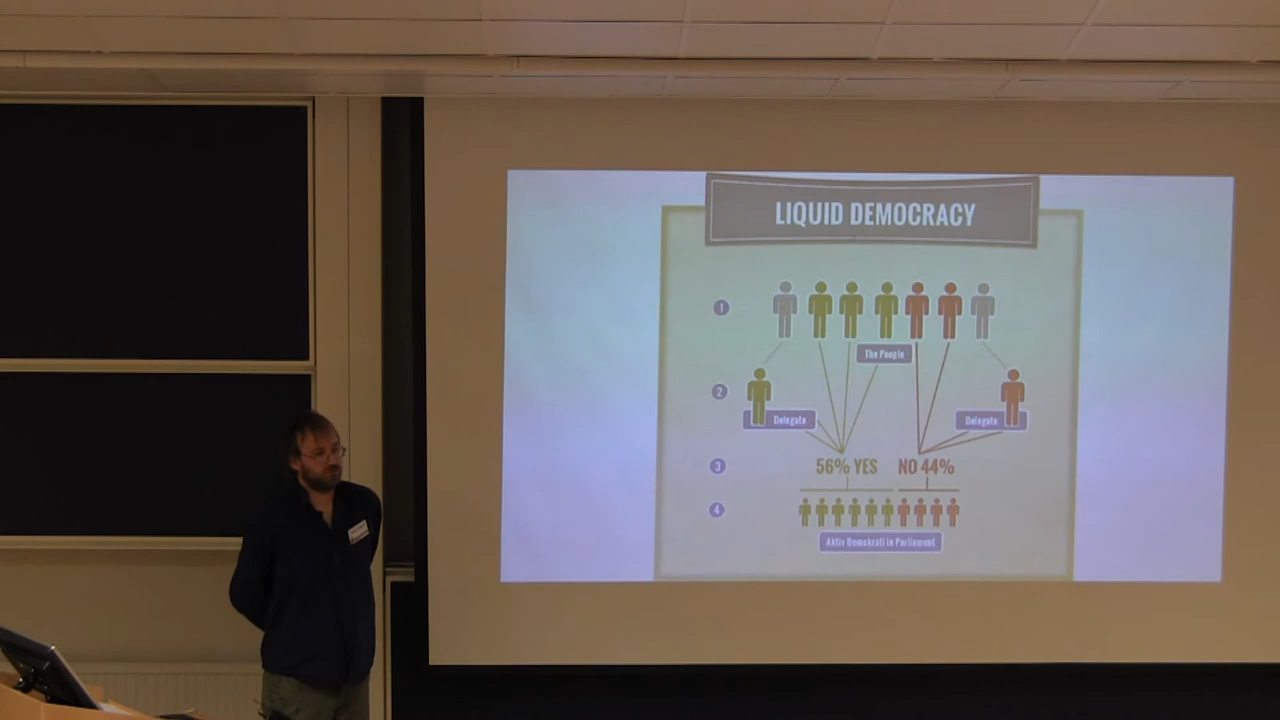 LIQUID DEMOCRACY
1
The People
2
Delegate
Delegate
3
56% YES
NO 44%
4
Aktiv Demokrati in Parliament